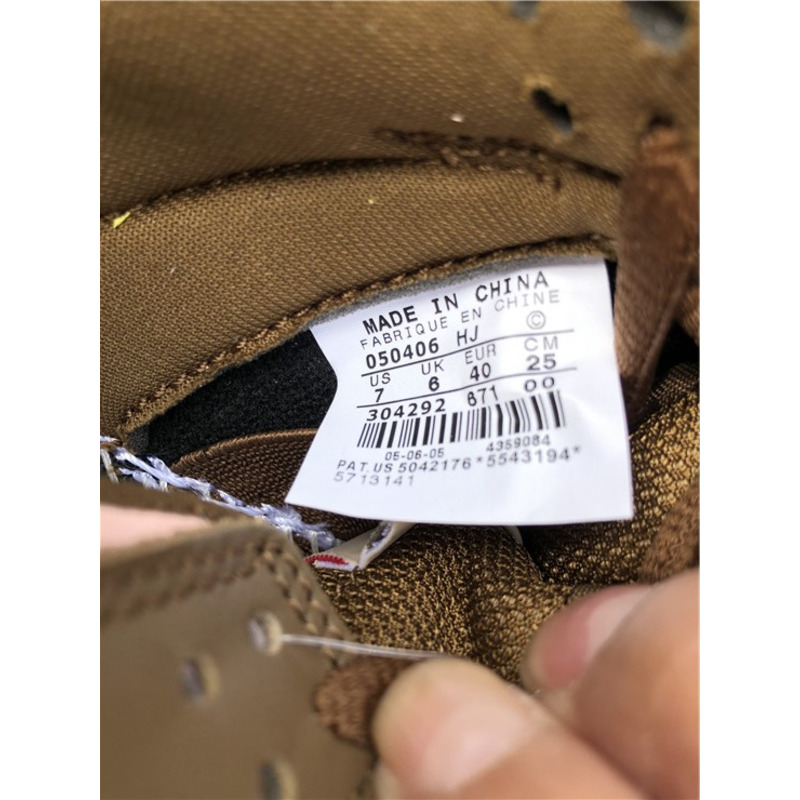 MADE IN CHINA
FABRIQUE EN CHINE
050406 HJ ©
US UK EUR CM
7 6 40 25
304292 671 00
05-06-05 4359084
PAT.US 5042176*5543194*
5713141